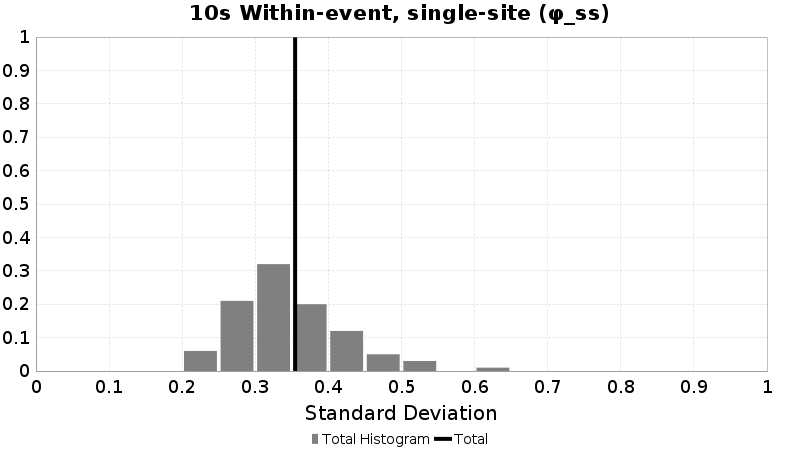 10s Within-event, single-site (φ_ss)
1
0.9
0.8
0.7
0.6
0.5
0.4
0.3
0.2
0.1
0
0 0.1 0.2 0.3 0.4 0.5 0.6 0.7 0.8 0.9 1
Standard Deviation
Total Histogram Total